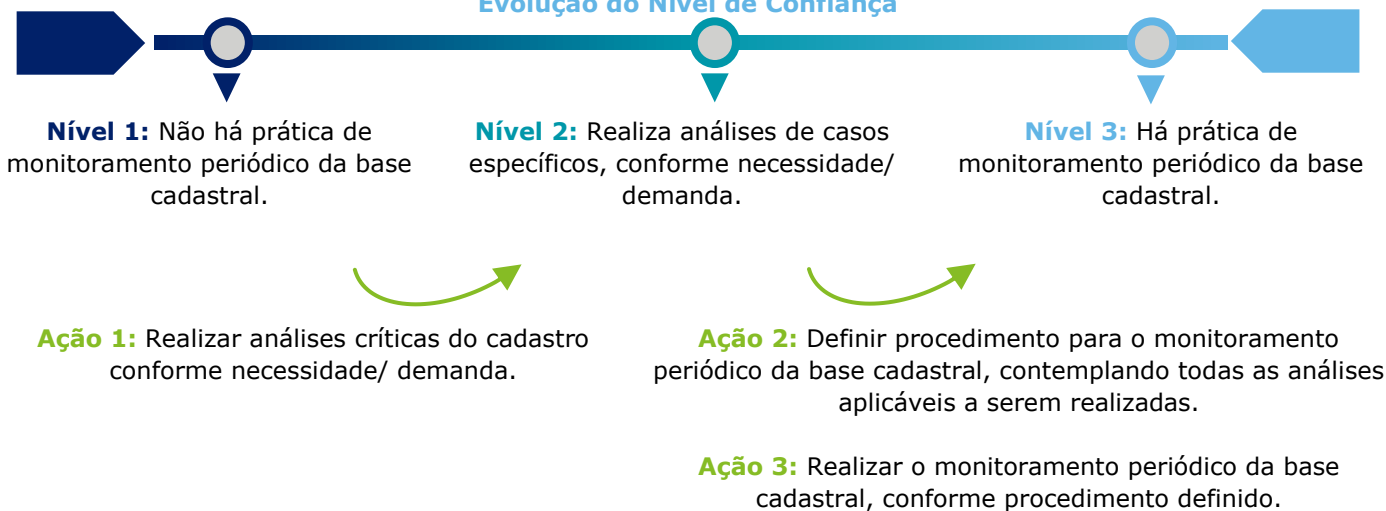 Evolução do Nível de Confiança
Nível 1: Não há prática de
monitoramento periódico da base
cadastral.
Nível 2: Realiza análises de casos
específicos, conforme necessidade/
demanda.
Nível 3: Há prática de
monitoramento periódico da base
cadastral.
Ação 1: Realizar análises críticas do cadastro
conforme necessidade/ demanda.
Ação 2: Definir procedimento para o monitoramento
periódico da base cadastral, contemplando todas as análises
aplicáveis a serem realizadas.
Ação 3: Realizar o monitoramento periódico da base
cadastral, conforme procedimento definido.